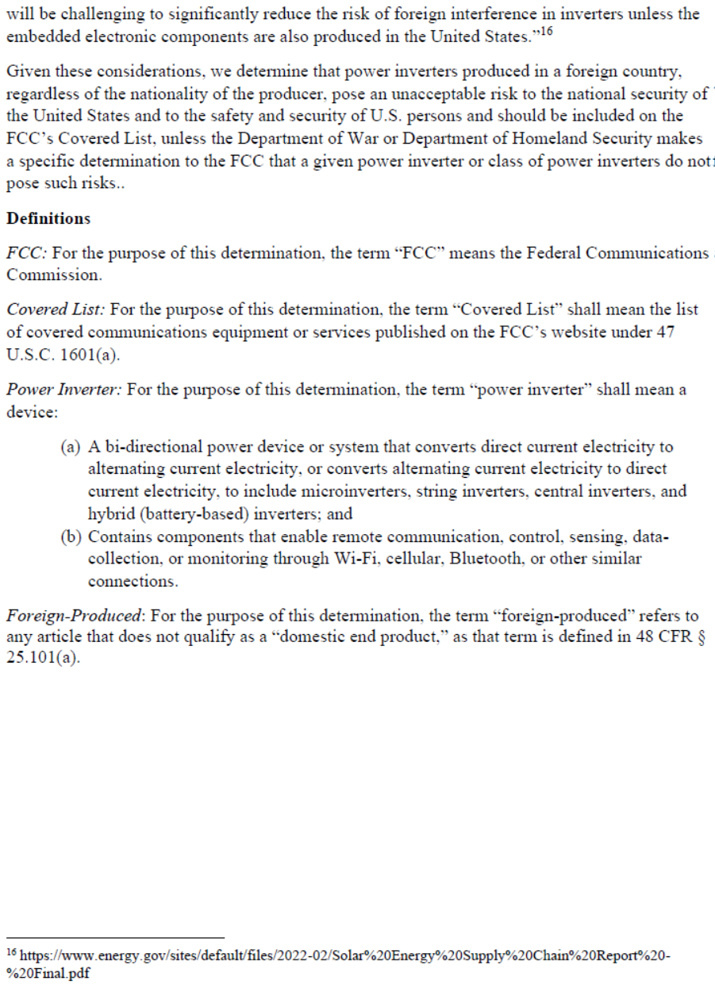 will be challenging to significantly reduce the risk of foreign interference in inverters unless the
embedded electronic components are also produced in the United States.”16
Given these considerations, we determine that power inverters produced in a foreign country,
regardless of the nationality of the producer, pose an unacceptable risk to the national security of
the United States and to the safety and security of U.S. persons and should be included on the
FCC’s Covered List, unless the Department of War or Department of Homeland Security makes
a specific determination to the FCC that a given power inverter or class of power inverters do not
pose such risks..
Definitions
FCC: For the purpose of this determination, the term “FCC” means the Federal Communications
Commission.
Covered List: For the purpose of this determination, the term “Covered List” shall mean the list
of covered communications equipment or services published on the FCC’s website under 47
U.S.C. 1601(a).
Power Inverter: For the purpose of this determination, the term “power inverter” shall mean a
device:
(a) A bi-directional power device or system that converts direct current electricity to
alternating current electricity, or converts alternating current electricity to direct
current electricity, to include microinverters, string inverters, central inverters, and
hybrid (battery-based) inverters; and
(b) Contains components that enable remote communication, control, sensing, data-
collection, or monitoring through Wi-Fi, cellular, Bluetooth, or other similar
connections.
Foreign-Produced: For the purpose of this determination, the term “foreign-produced” refers to
any article that does not qualify as a “domestic end product,” as that term is defined in 48 CFR §
25.101(a).
16 https://www.energy.gov/sites/default/files/2022-02/Solar%20Energy%20Supply%20Chain%20Report%20-
%20Final.pdf